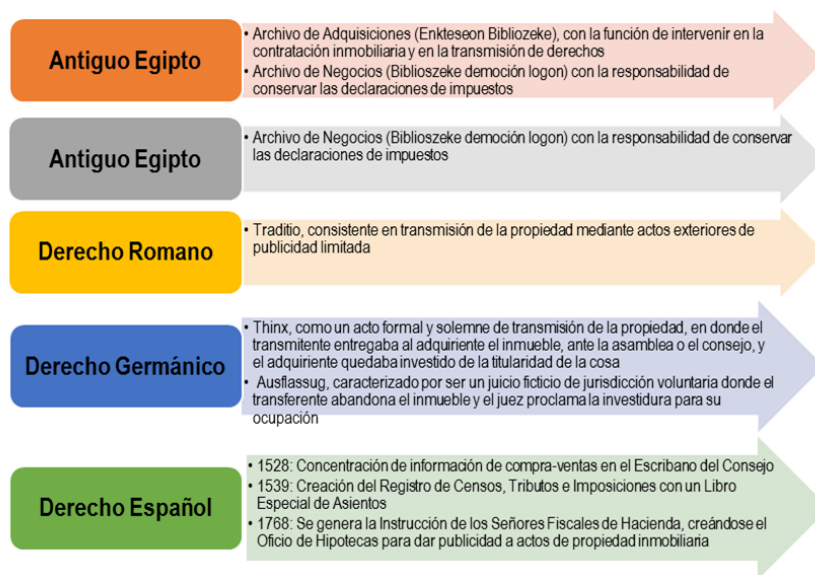 Antiguo Egipto
• Archivo de Adquisiciones (Enkteseon Bibliozeke), con la función de intervenir en la
contratación inmobiliaria y en la transmisión de derechos
• Archivo de Negocios (Biblioszeke democión logon) con la responsabilidad de
conservar las declaraciones de impuestos
Antiguo Egipto
• Archivo de Negocios (Biblioszeke democión logon) con la responsabilidad de conservar
las declaraciones de impuestos
Derecho Romano
• Traditio, consistente en transmisión de la propiedad mediante actos exteriores de
publicidad limitada
Derecho Germánico
• Thinx, como un acto formal y solemne de transmisión de la propiedad, en donde el
transmitente entregaba al adquiriente el inmueble, ante la asamblea o el consejo, y
el adquiriente quedaba investido de la titularidad de la cosa
• Ausflassug, caracterizado por ser un juicio ficticio de jurisdicción voluntaria donde el
transferente abandona el inmueble y el juez proclama la investidura para su
ocupación
Derecho Español
• 1528: Concentración de información de compra-ventas en el Escribano del Consejo
• 1539: Creación del Registro de Censos, Tributos e Imposiciones con un Libro
Especial de Asientos
• 1768: Se genera la Instrucción de los Señores Fiscales de Hacienda, creándose el
Oficio de Hipotecas para dar publicidad a actos de propiedad inmobiliaria